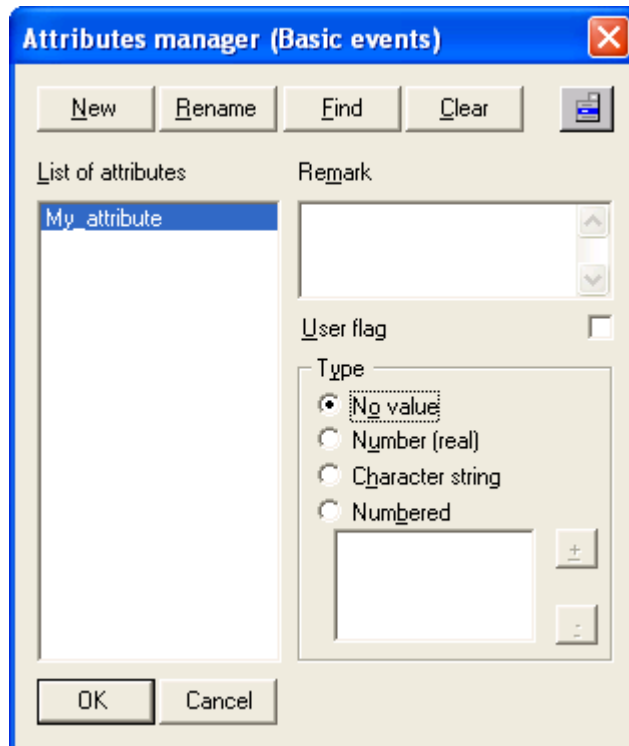 Attributes manager (Basic events)
New Rename Find Clear
List of attributes
My_attribute
Remark
User flag
Type
No value
Number (real)
Character string
Numbered
+
-
OK Cancel